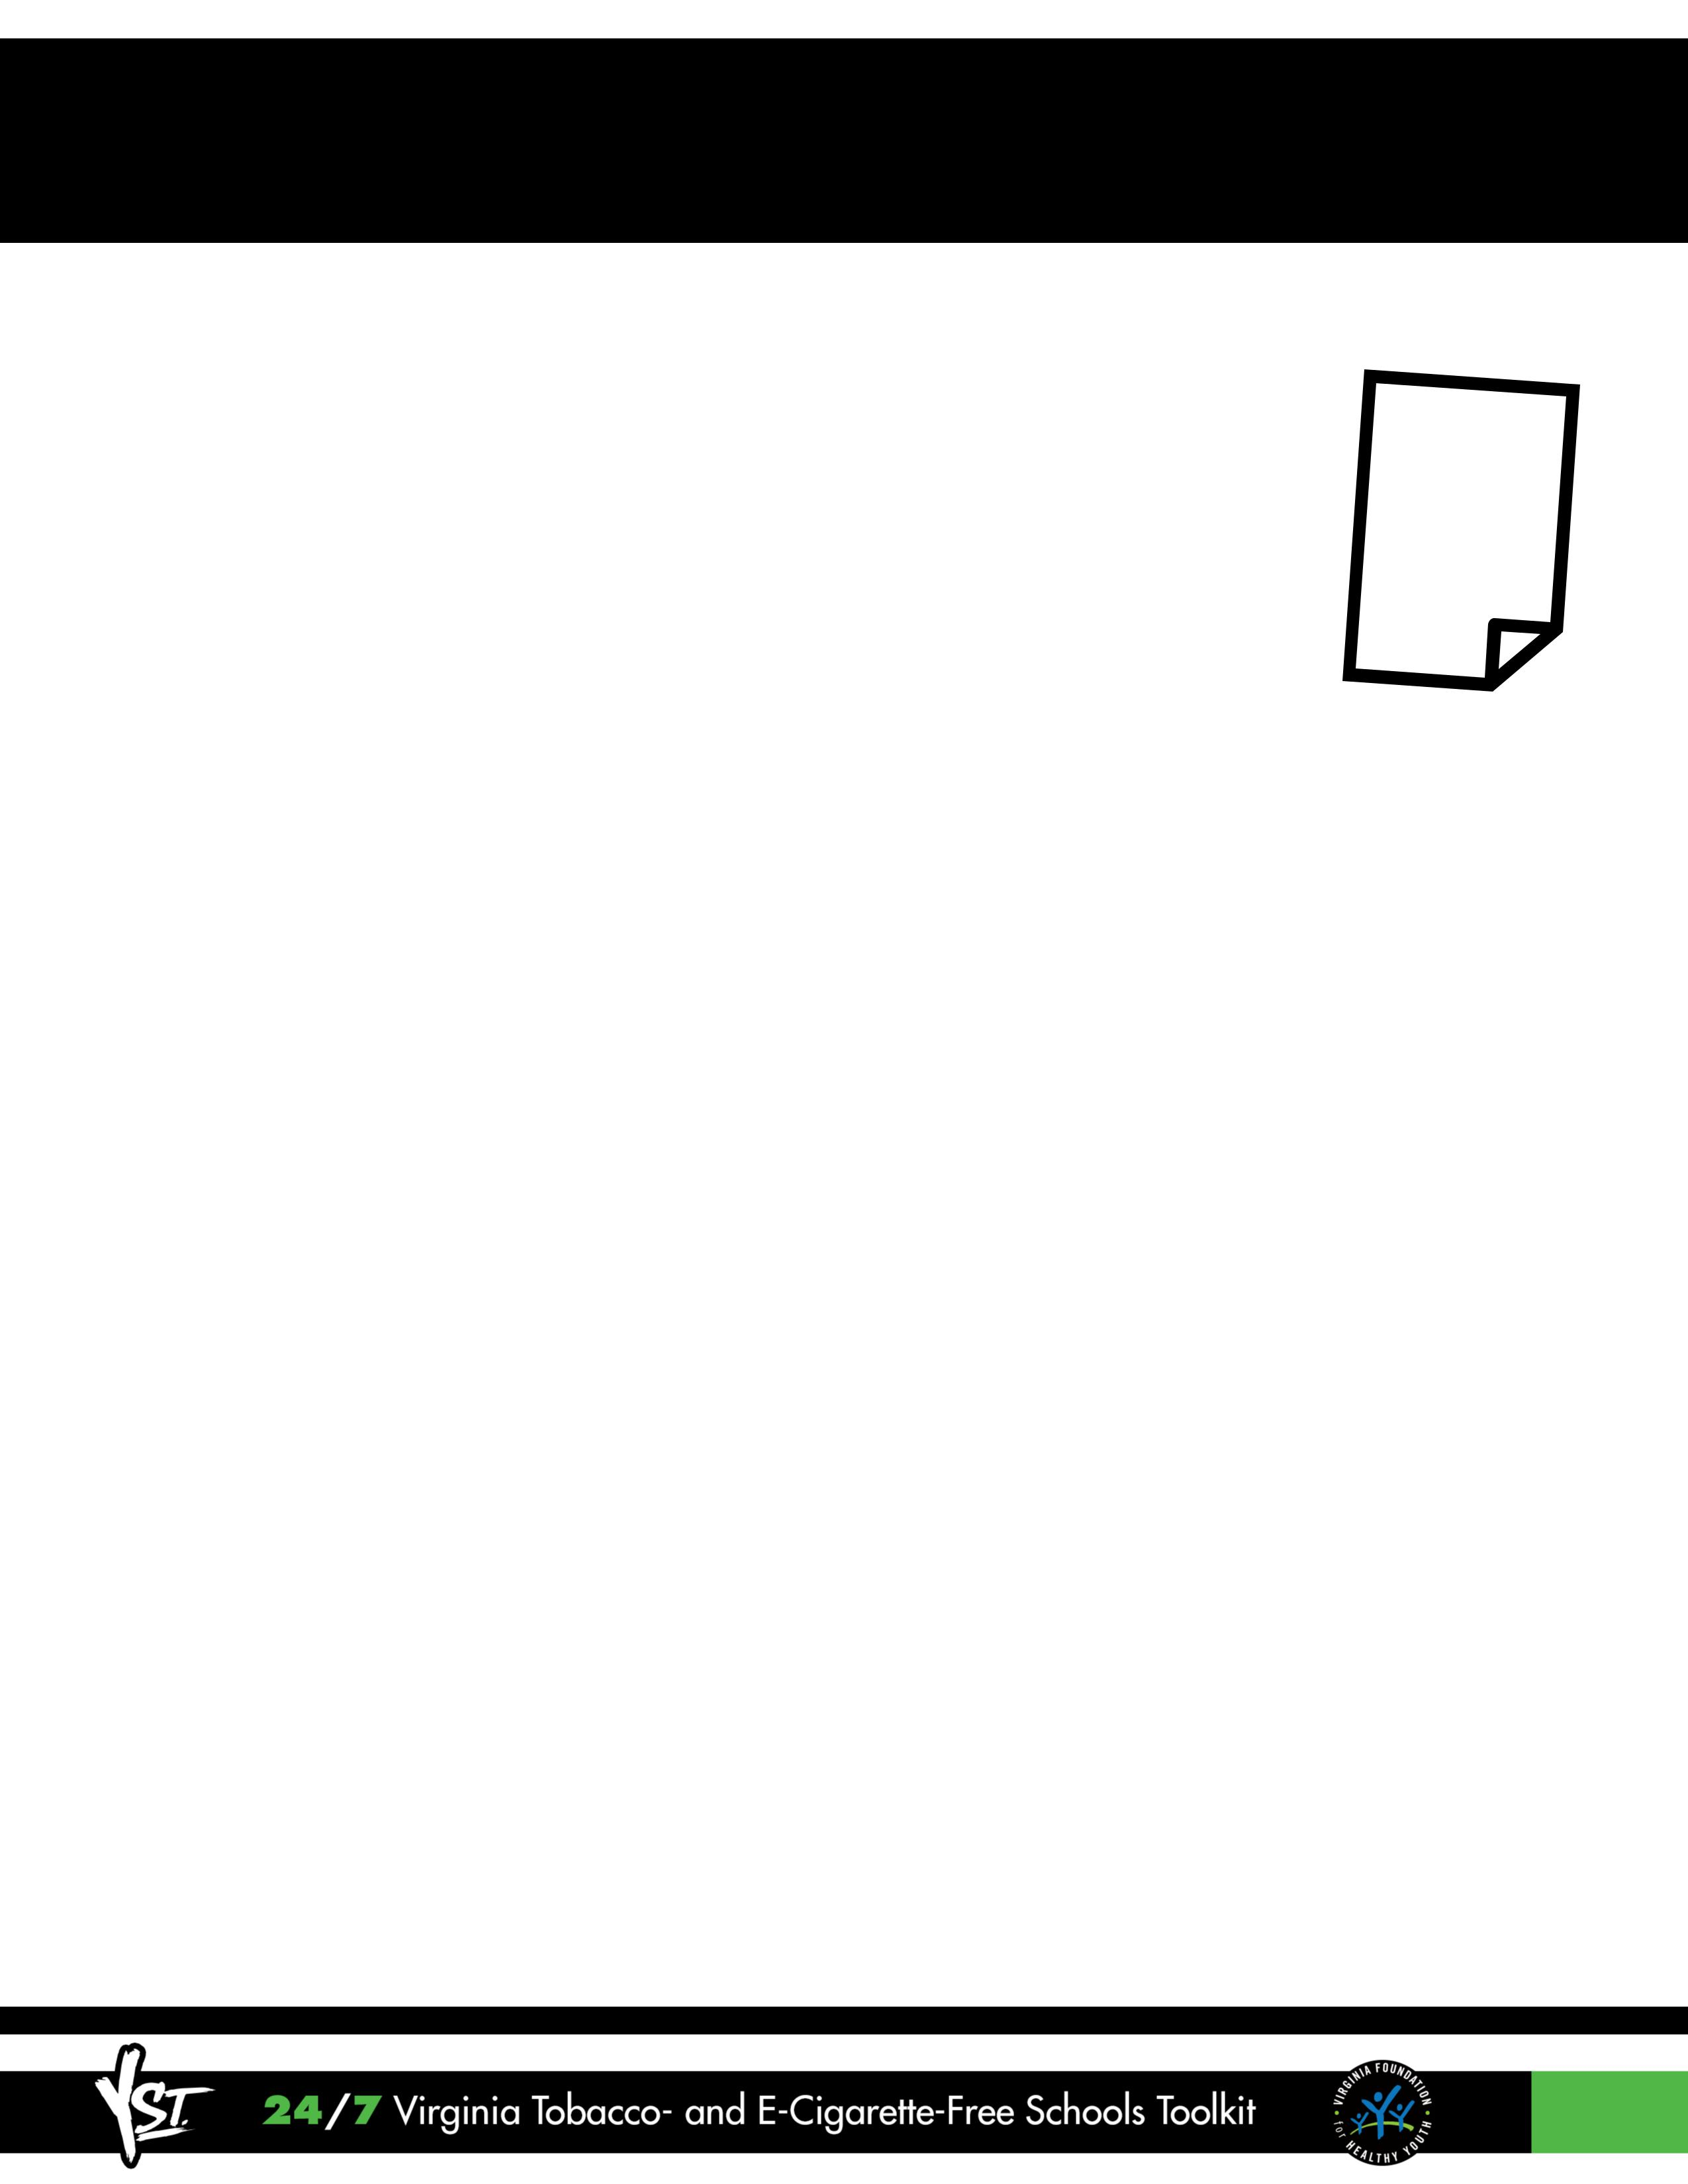 YST.
24/7 Virginia Tobacco- and E-Cigarette-Free Schools Toolkit
VIRGINIA FOUNDATION
for HEALTHY YOUTH